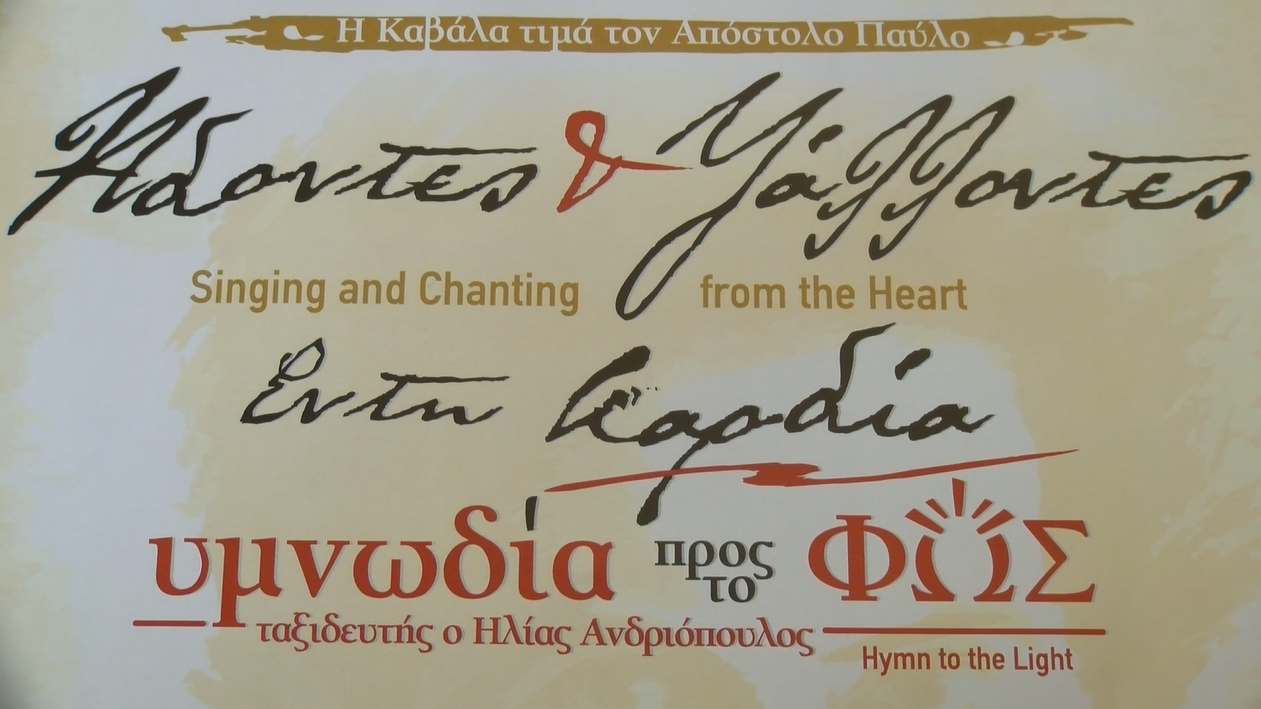 Η Καβάλα τιμά τον Απόστολο Παύλο
Άδοντες & Ψάλλοντες
Singing and Chanting from the Heart
Εν τη Καρδία
υμνωδία προς το ΦΩΣ
ταξιδευτής ο Ηλίας Ανδριόπουλος
Hymn to the Light